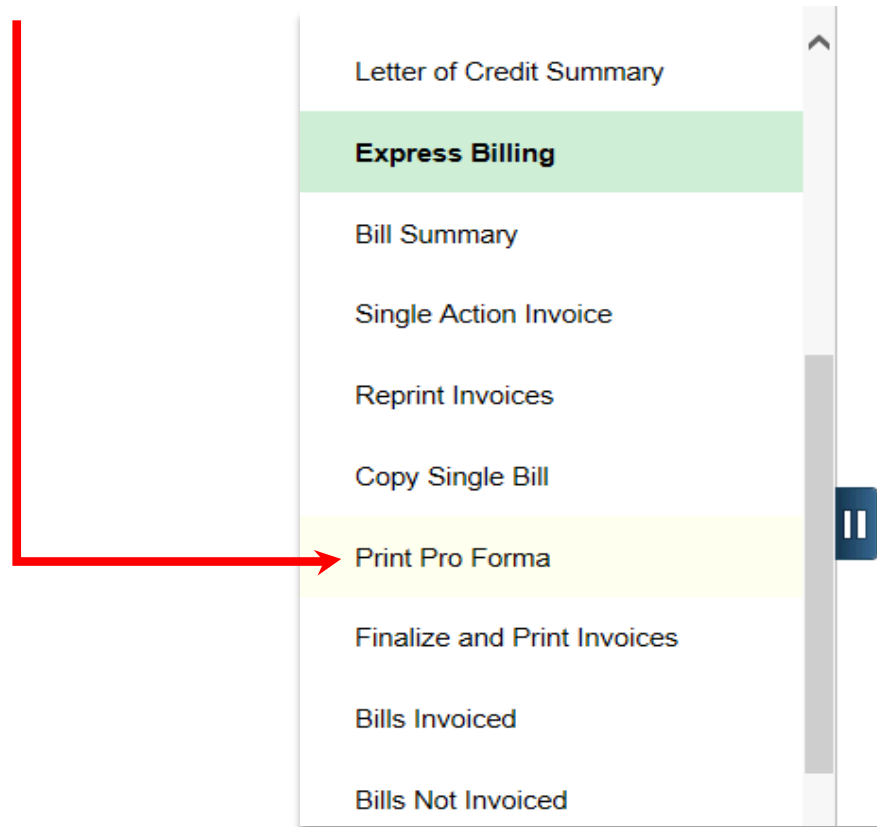 Letter of Credit Summary
Express Billing
Bill Summary
Single Action Invoice
Reprint Invoices
Copy Single Bill
Print Pro Forma
Finalize and Print Invoices
Bills Invoiced
Bills Not Invoiced